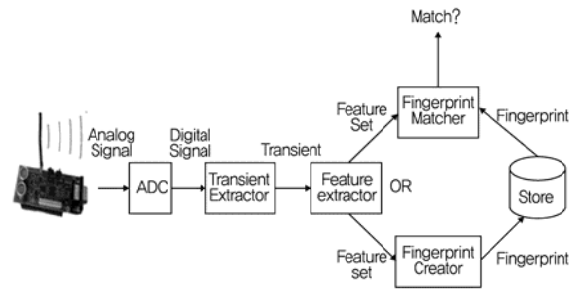 Match?
Feature
Set
Fingerprint
Matcher
Fingerprint
Analog
Signal
Digital
Signal
Transient
ADC
Transient
Extractor
Feature
extractor
OR
Store
Feature
set
Fingerprint
Creator
Fingerprint